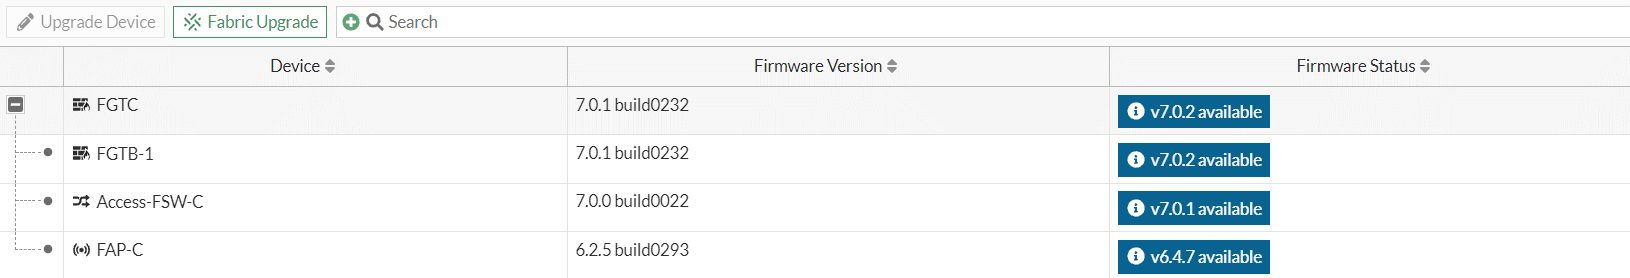 Upgrade Device Fabric Upgrade Search
Device Firmware Version Firmware Status
FGTC 7.0.1 build0232 v7.0.2 available
FGTB-1 7.0.1 build0232 v7.0.2 available
Access-FSW-C 7.0.0 build0022 v7.0.1 available
FAP-C 6.2.5 build0293 v6.4.7 available